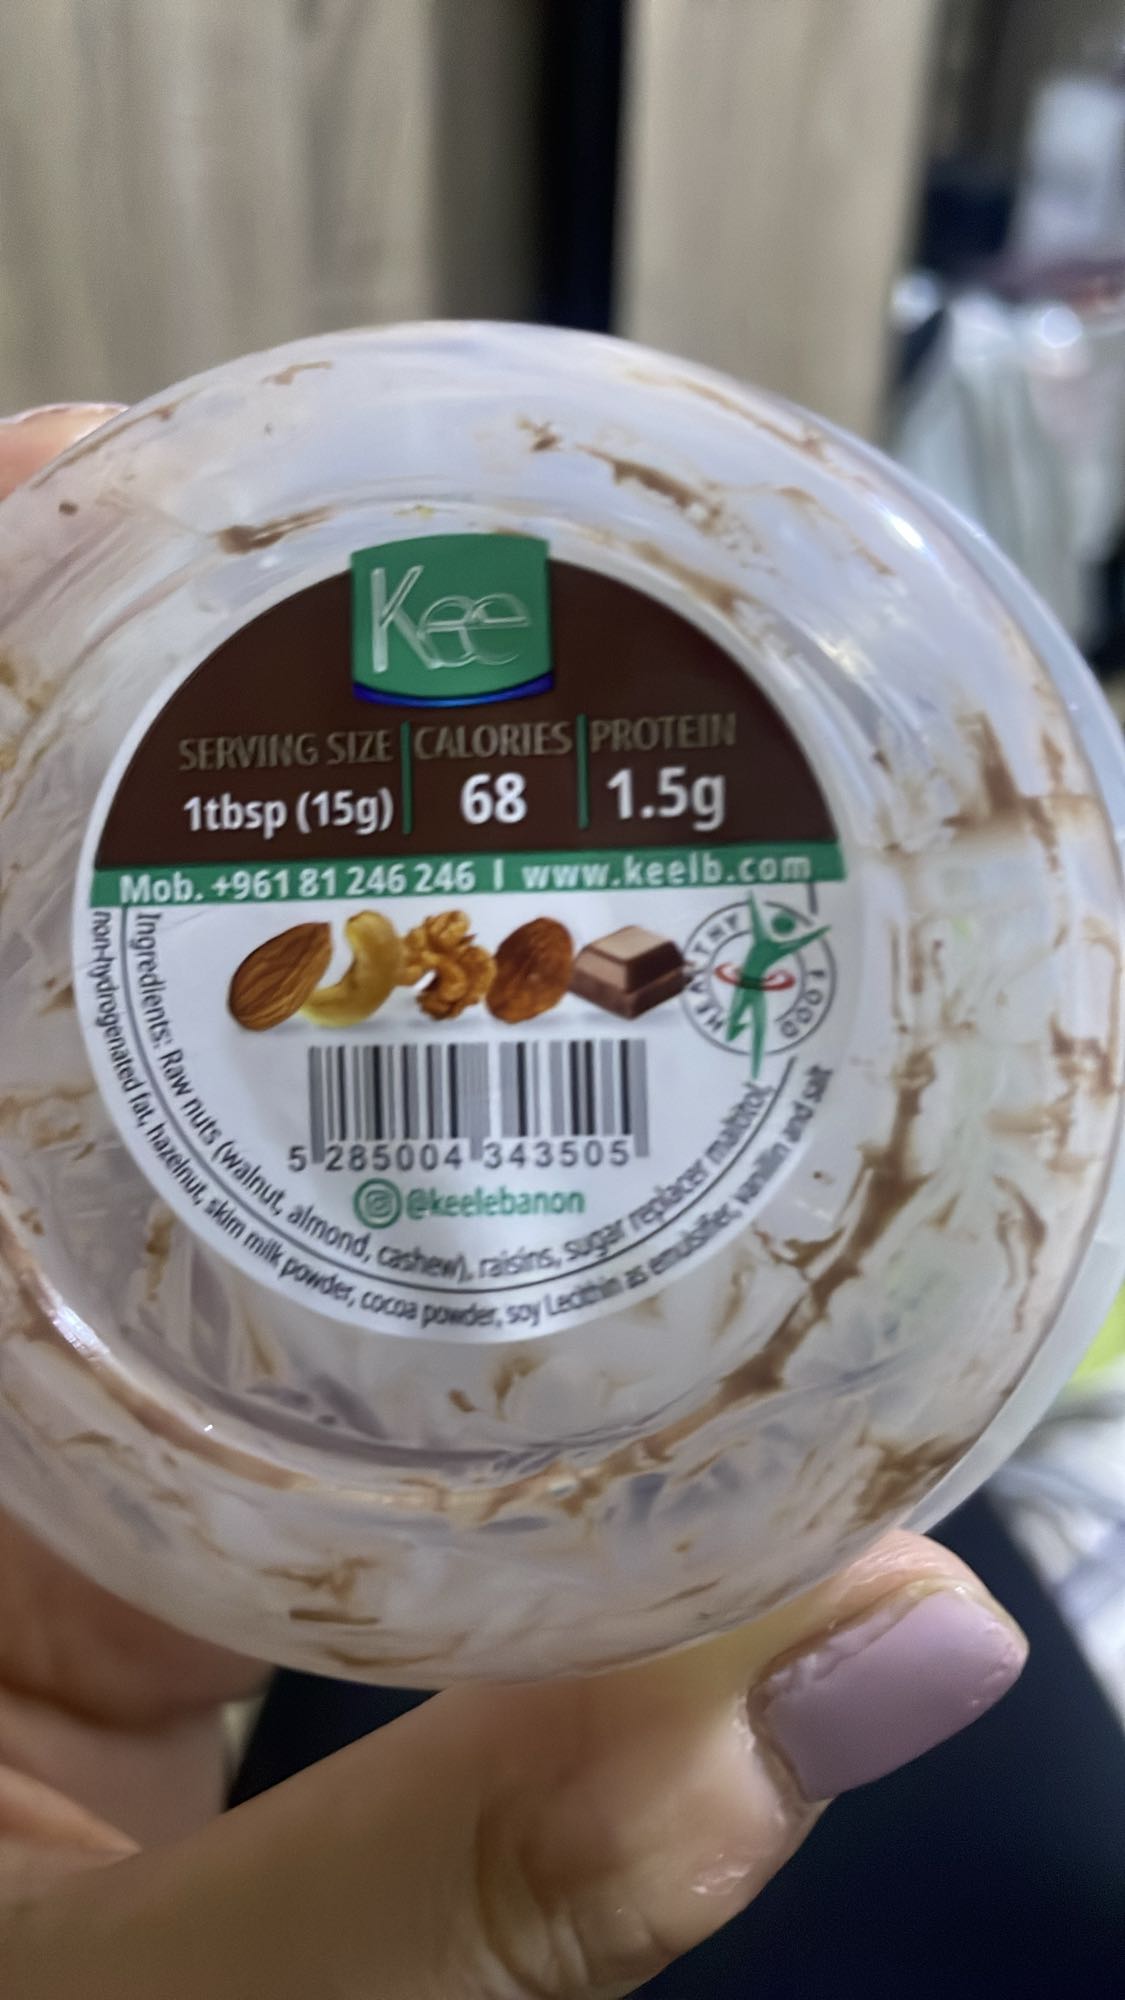 Kee
SERVING SIZE | CALORIES | PROTEIN
1tbsp (15g) | 68 | 1.5g
Mob. +961 81 246 246 | www.keelb.com
HEALTHY FOOD
5 285004 343505
@keelebanon
Ingredients: Raw nuts (walnut, almond, cashew), raisins, sugar replacer maltitol,
non-hydrogenated fat, hazelnut, skim milk powder, cocoa powder, soy Lecithin as emulsifier, vanillin and salt